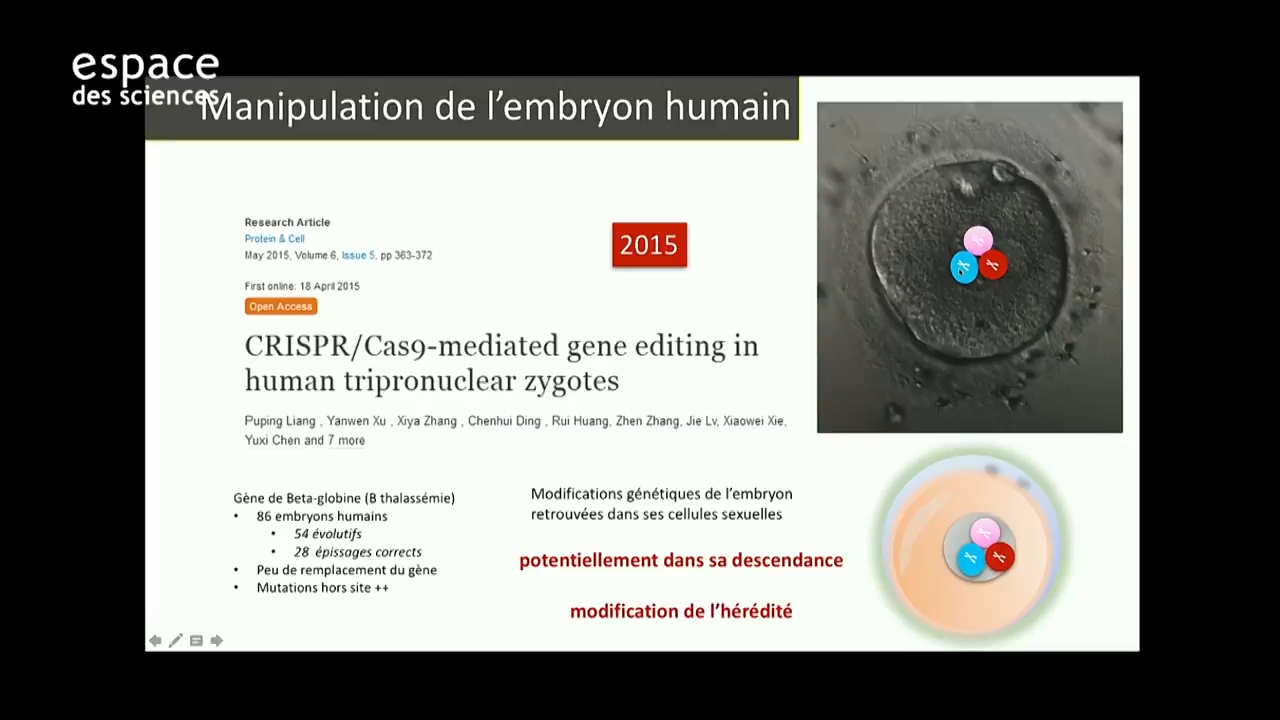 espace
des sciences
Manipulation de l'embryon humain
Research Article
Protein & Cell
May 2015, Volume 6, Issue 5, pp 363-372
First online: 18 April 2015
Open Access
2015
CRISPR/Cas9-mediated gene editing in
human tripronuclear zygotes
Puping Liang , Yanwen Xu , Xiya Zhang , Chenhui Ding , Rui Huang, Zhen Zhang, Jie Lv, Xiaowei Xie,
Yuxi Chen and 7 more
Gène de Beta-globine (B thalassémie)
• 86 embryons humains
• 54 évolutifs
• 28 épissages corrects
• Peu de remplacement du gène
• Mutations hors site ++
Modifications génétiques de l'embryon
retrouvées dans ses cellules sexuelles
potentiellement dans sa descendance
modification de l'hérédité